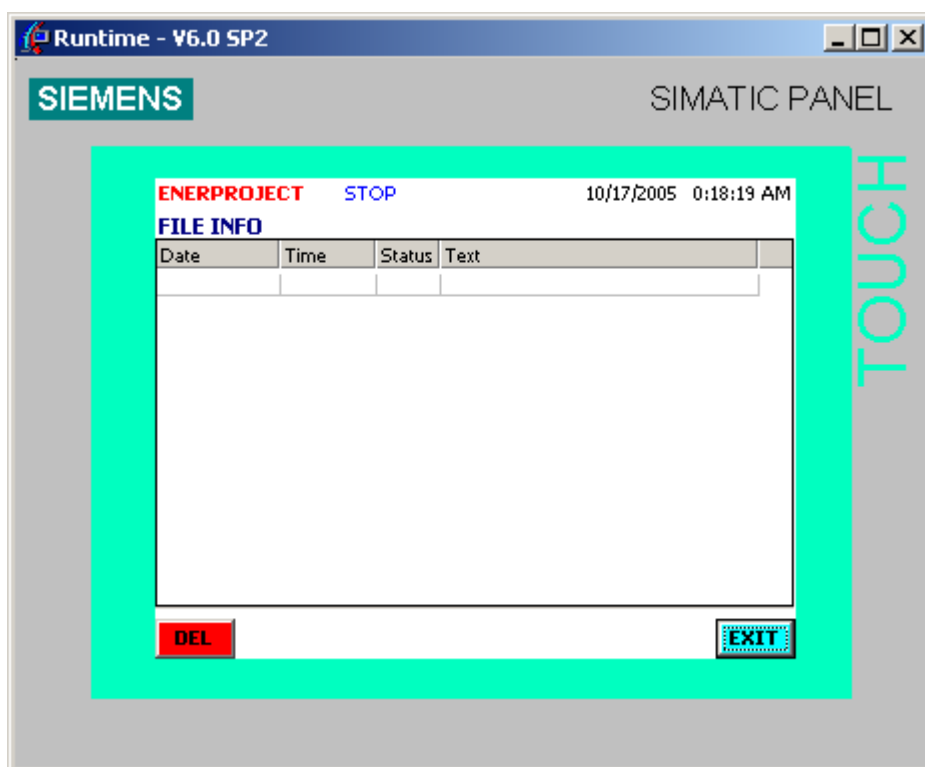 Runtime - V6.0 SP2
SIEMENS SIMATIC PANEL
TOUCH
ENERPROJECT STOP 10/17/2005 0:18:19 AM
FILE INFO
Date Time Status Text
DEL EXIT